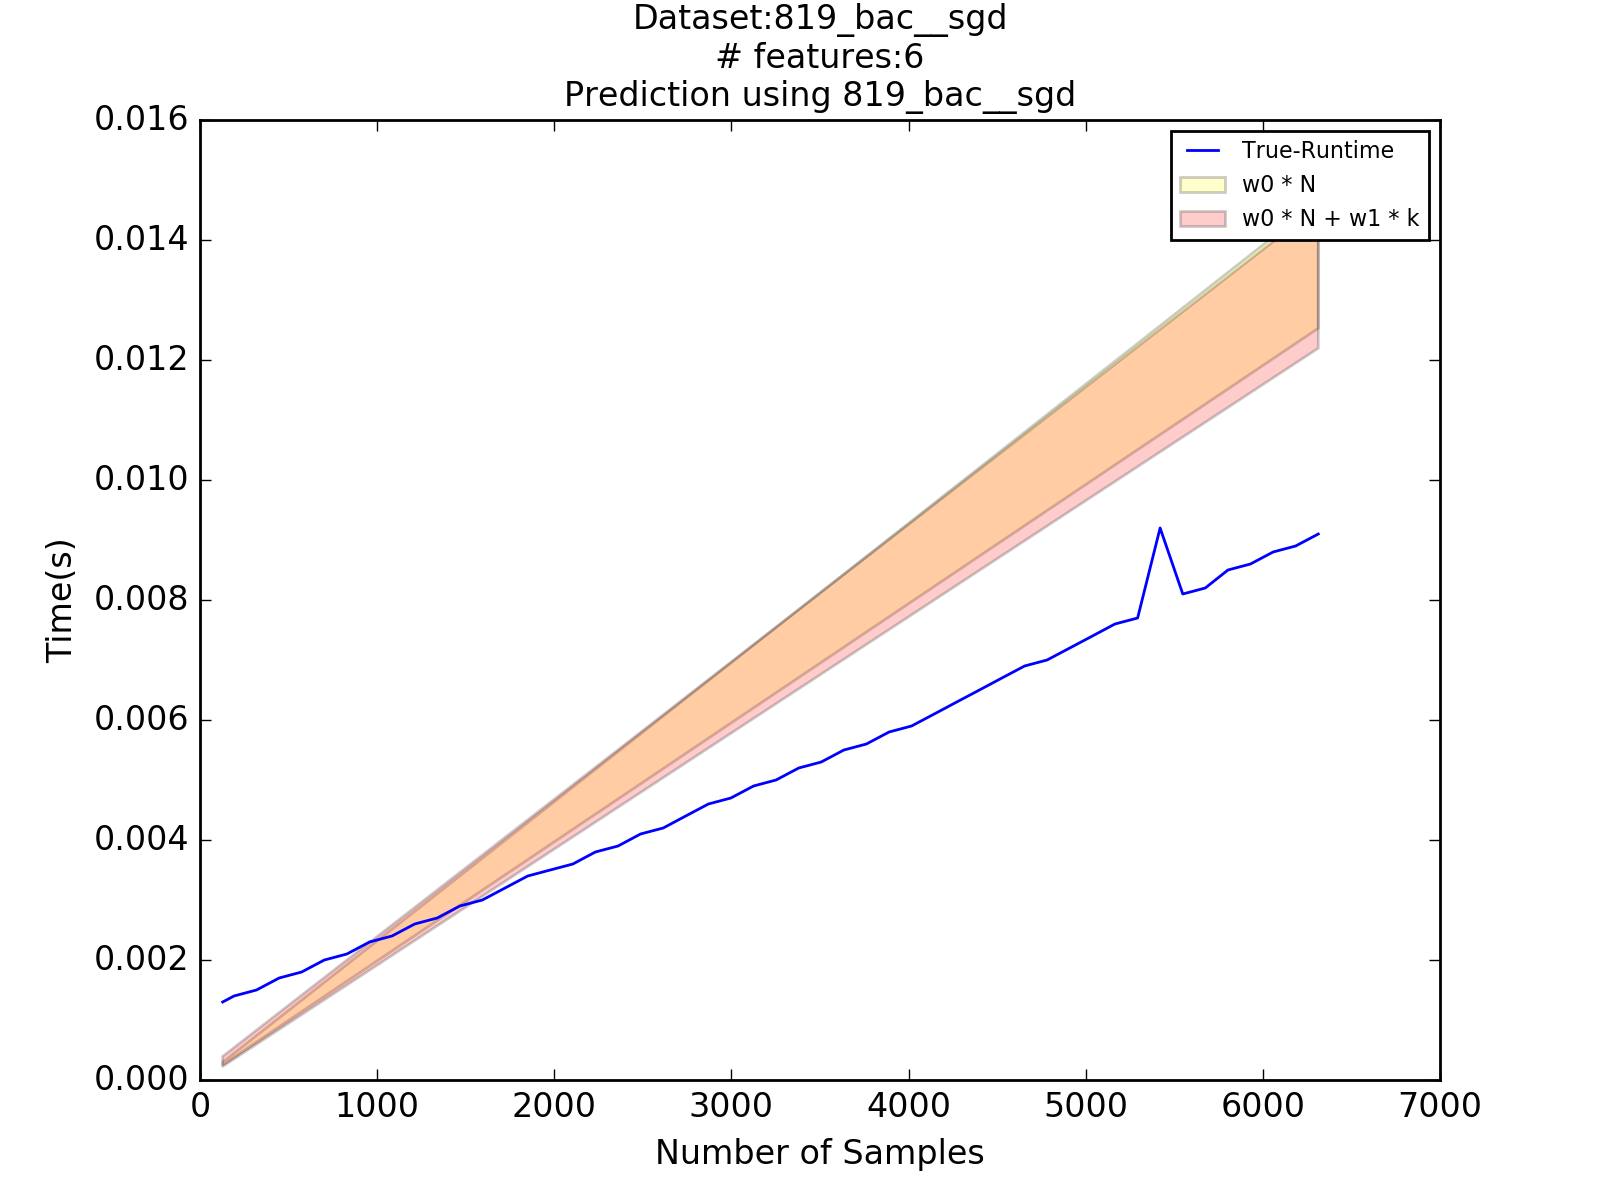 Dataset:819_bac__sgd
# features:6
Prediction using 819_bac__sgd
0.016
0.014
0.012
0.010
0.008
0.006
0.004
0.002
0.000
Time(s)
True-Runtime
w0 * N
w0 * N + w1 * k
0 1000 2000 3000 4000 5000 6000 7000
Number of Samples